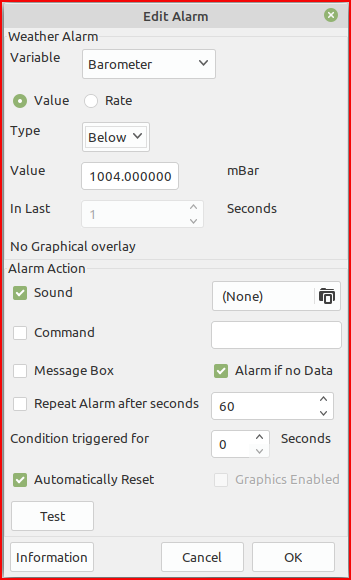 Edit Alarm
Weather Alarm
Variable Barometer
Value Rate
Type Below
Value 1004.000000 mBar
In Last 1 Seconds
No Graphical overlay
Alarm Action
Sound (None)
Command
Message Box Alarm if no Data
Repeat Alarm after seconds 60
Condition triggered for 0 Seconds
Automatically Reset Graphics Enabled
Test
Information Cancel OK